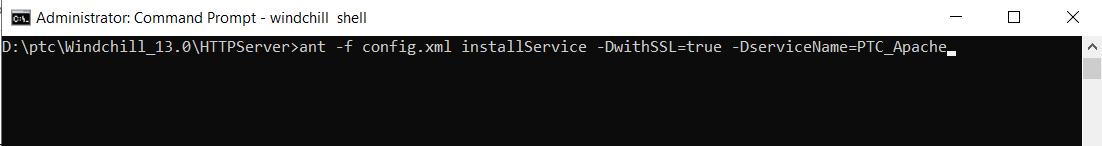 Administrator: Command Prompt - windchill  shell
D:\ptc\Windchill_13.0\HTTPServer>ant -f config.xml installService -DwithSSL=true -DserviceName=PTC_Apache